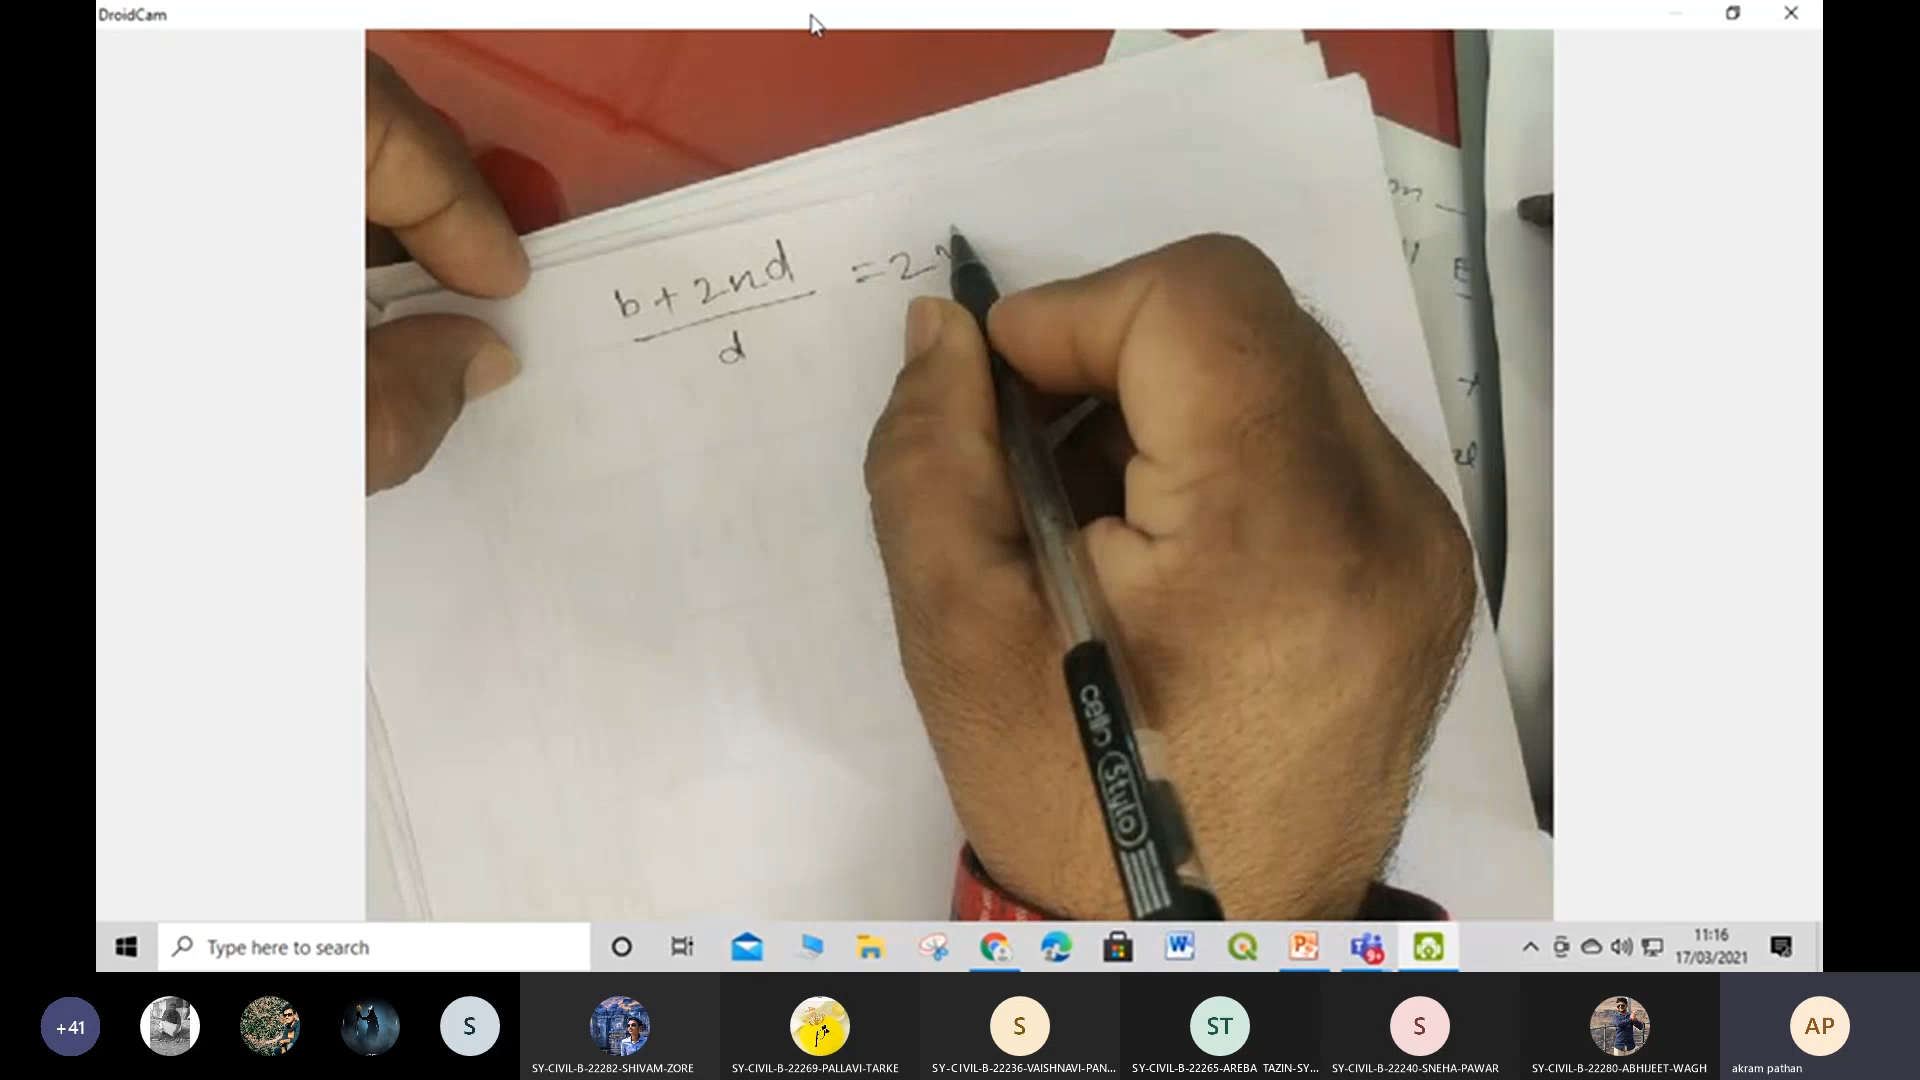 DroidCam
b + 2nd = 2
d
cello
Stylo
Type here to search
9+
11:16
17/03/2021
+41
S
S
ST
S
AP
SY-CIVIL-B-22282-SHIVAM-ZORE
SY-CIVIL-B-22269-PALLAVI-TARKE
SY-CIVIL-B-22236-VAISHNAVI-PAN...
SY-CIVIL-B-22265-AREBA TAZIN-SY...
SY-CIVIL-B-22240-SNEHA-PAWAR
SY-CIVIL-B-22280-ABHIJEET-WAGH
akram pathan